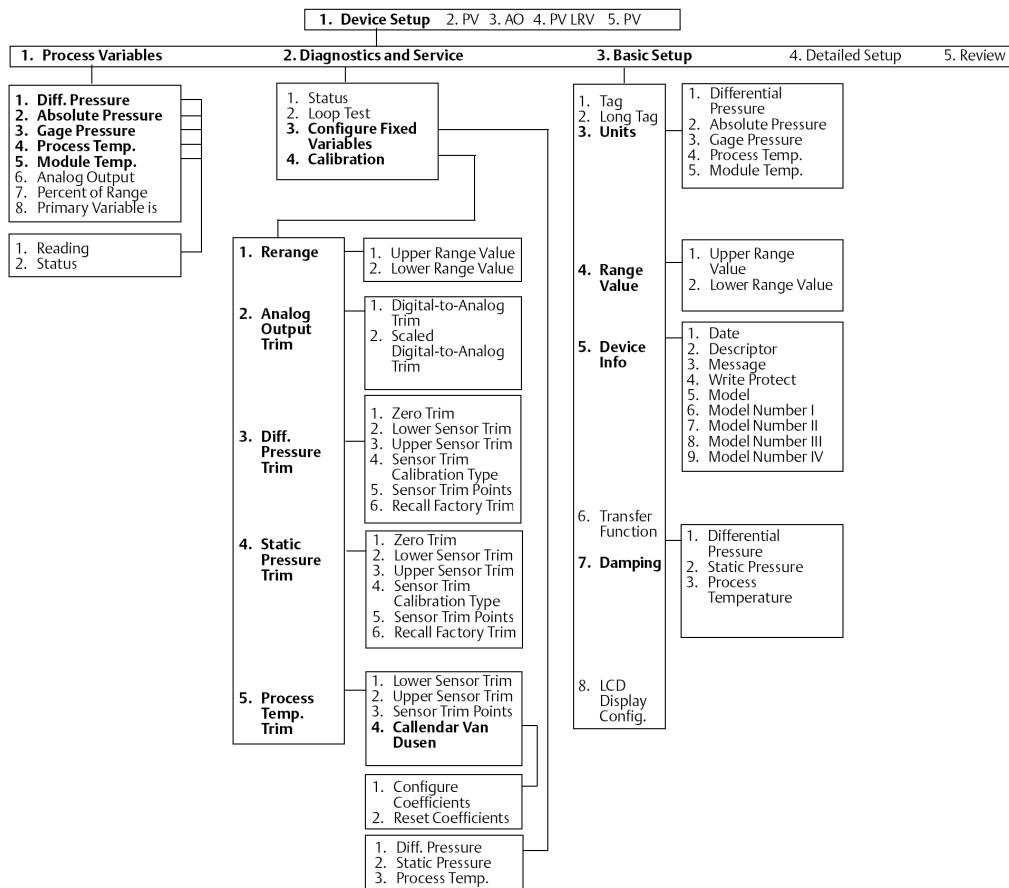 1. Device Setup 2. PV 3. AO 4. PV LRV 5. PV
1. Process Variables 2. Diagnostics and Service 3. Basic Setup 4. Detailed Setup 5. Review
1. Diff. Pressure
2. Absolute Pressure
3. Gage Pressure
4. Process Temp.
5. Module Temp.
6. Analog Output
7. Percent of Range
8. Primary Variable is
1. Reading
2. Status
1. Status
2. Loop Test
3. Configure Fixed
Variables
4. Calibration
1. Rerange
2. Analog
Output
Trim
3. Diff.
Pressure
Trim
4. Static
Pressure
Trim
5. Process
Temp.
Trim
1. Upper Range Value
2. Lower Range Value
1. Digital-to-Analog
Trim
2. Scaled
Digital-to-Analog
Trim
1. Zero Trim
2. Lower Sensor Trim
3. Upper Sensor Trim
4. Sensor Trim
Calibration Type
5. Sensor Trim Points
6. Recall Factory Trim
1. Zero Trim
2. Lower Sensor Trim
3. Upper Sensor Trim
4. Sensor Trim
Calibration Type
5. Sensor Trim Points
6. Recall Factory Trim
1. Lower Sensor Trim
2. Upper Sensor Trim
3. Sensor Trim Points
4. Callendar Van
Dusen
1. Configure
Coefficients
2. Reset Coefficients
1. Diff. Pressure
2. Static Pressure
3. Process Temp.
1. Tag
2. Long Tag
3. Units
4. Range
Value
5. Device
Info
6. Transfer
Function
7. Damping
8. LCD
Display
Config.
1. Differential
Pressure
2. Absolute Pressure
3. Gage Pressure
4. Process Temp.
5. Module Temp.
1. Upper Range
Value
2. Lower Range Value
1. Date
2. Descriptor
3. Message
4. Write Protect
5. Model
6. Model Number I
7. Model Number II
8. Model Number III
9. Model Number IV
1. Differential
Pressure
2. Static Pressure
3. Process
Temperature